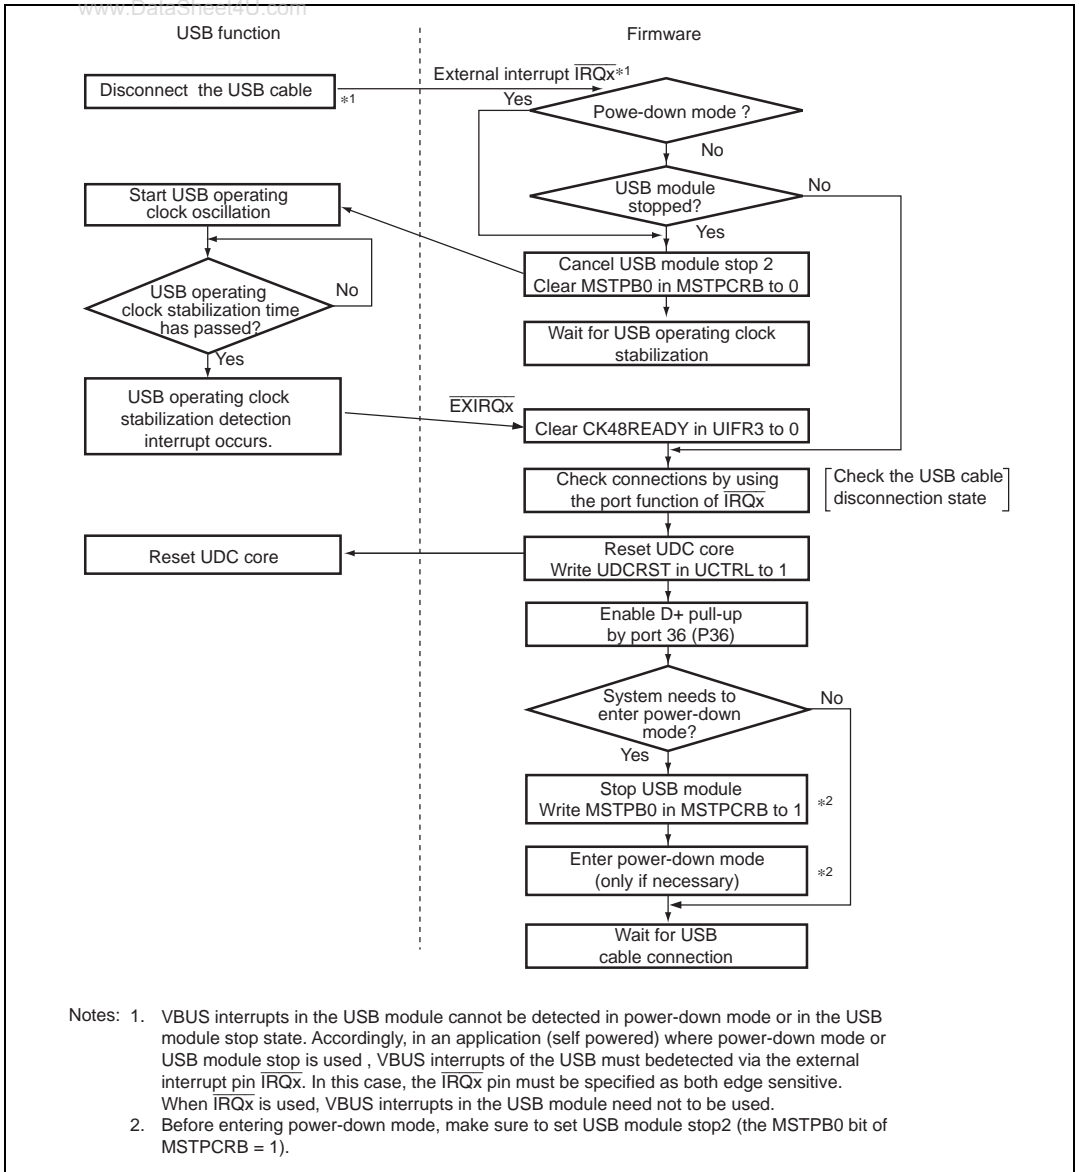 www.DataSheet4U.com
USB function
Firmware
Disconnect the USB cable
*1
External interrupt IRQx*1
Powe-down mode ?
Yes
No
USB module
stopped?
No
Yes
Start USB operating
clock oscillation
Cancel USB module stop 2
Clear MSTPB0 in MSTPCRB to 0
USB operating
clock stabilization time
has passed?
No
Yes
Wait for USB operating clock
stabilization
USB operating clock
stabilization detection
interrupt occurs.
EXIRQx
Clear CK48READY in UIFR3 to 0
Check connections by using
the port function of IRQx
Check the USB cable
disconnection state
Reset UDC core
Reset UDC core
Write UDCRST in UCTRL to 1
Enable D+ pull-up
by port 36 (P36)
System needs to
enter power-down
mode?
No
Yes
Stop USB module
Write MSTPB0 in MSTPCRB to 1
*2
Enter power-down mode
(only if necessary)
*2
Wait for USB
cable connection
Notes: 1. VBUS interrupts in the USB module cannot be detected in power-down mode or in the USB
module stop state. Accordingly, in an application (self powered) where power-down mode or
USB module stop is used , VBUS interrupts of the USB must bedetected via the external
interrupt pin IRQx. In this case, the IRQx pin must be specified as both edge sensitive.
When IRQx is used, VBUS interrupts in the USB module need not to be used.
2. Before entering power-down mode, make sure to set USB module stop2 (the MSTPB0 bit of
MSTPCRB = 1).